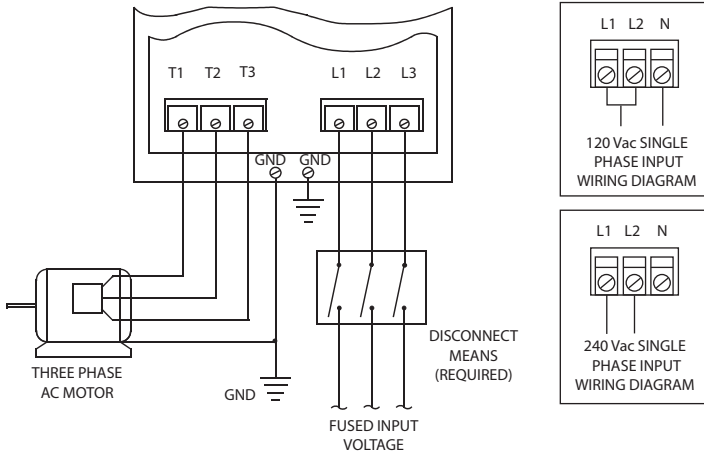 T1 T2 T3
L1 L2 L3
GND GND
THREE PHASE
AC MOTOR
GND
DISCONNECT
MEANS
(REQUIRED)
FUSED INPUT
VOLTAGE
L1 L2 N
120 Vac SINGLE
PHASE INPUT
WIRING DIAGRAM
L1 L2 N
240 Vac SINGLE
PHASE INPUT
WIRING DIAGRAM